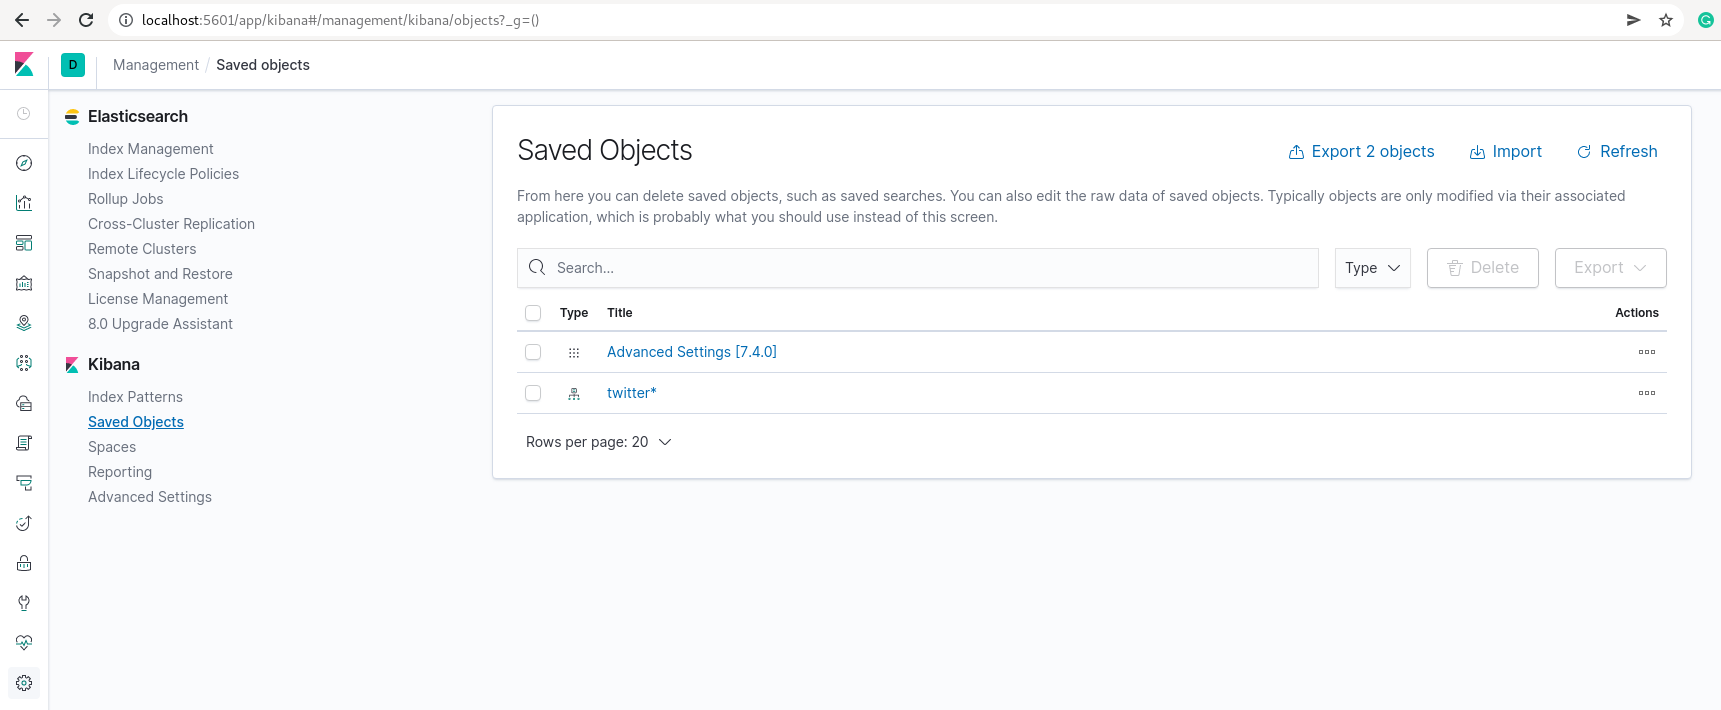 localhost:5601/app/kibana#/management/kibana/objects?_g=()
D
Management / Saved objects
Elasticsearch
Index Management
Index Lifecycle Policies
Rollup Jobs
Cross-Cluster Replication
Remote Clusters
Snapshot and Restore
License Management
8.0 Upgrade Assistant
Kibana
Index Patterns
Saved Objects
Spaces
Reporting
Advanced Settings
Saved Objects
Export 2 objects Import Refresh
From here you can delete saved objects, such as saved searches. You can also edit the raw data of saved objects. Typically objects are only modified via their associated
application, which is probably what you should use instead of this screen.
Search... Type Delete Export
Type Title Actions
Advanced Settings [7.4.0]
twitter*
Rows per page: 20